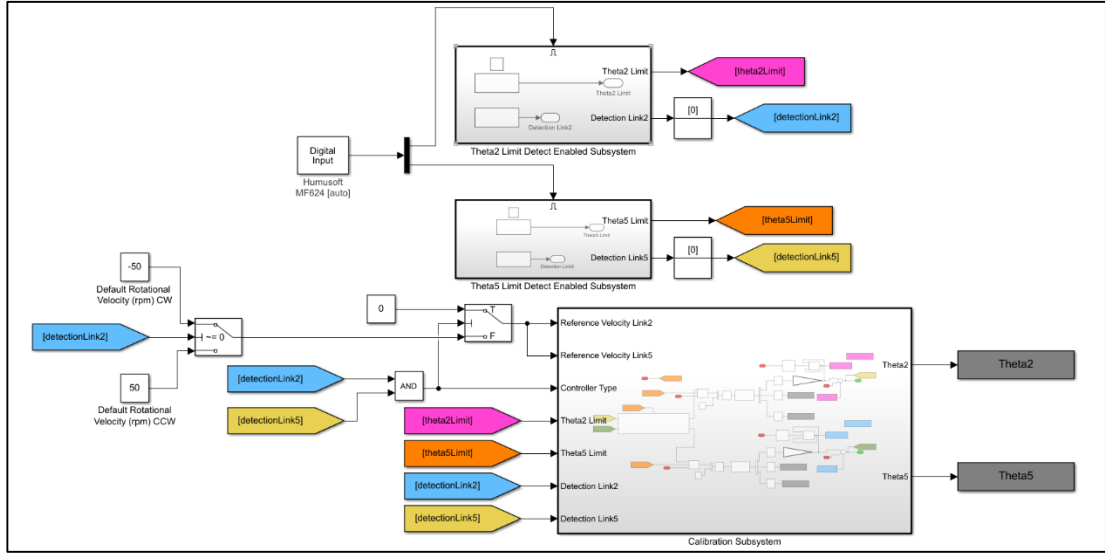 Theta2 Limit
Theta2 Limit
[theta2Limit]
Detection Link2
Detection Link2
[0]
[detectionLink2]
Theta2 Limit Detect Enabled Subsystem
Digital
Input
Humusoft
MF624 [auto]
Theta5 Limit
Theta5 Limit
[theta5Limit]
Detection Link5
Detection Link5
[0]
[detectionLink5]
Theta5 Limit Detect Enabled Subsystem
-50
Default Rotational
Velocity (rpm) CW
[detectionLink2]
~= 0
50
Default Rotational
Velocity (rpm) CCW
0
T
F
[detectionLink2]
[detectionLink5]
AND
[theta2Limit]
[theta5Limit]
[detectionLink2]
[detectionLink5]
Reference Velocity Link2
Reference Velocity Link5
Controller Type
Theta2 Limit
Theta5 Limit
Detection Link2
Detection Link5
Theta2
Theta5
Calibration Subsystem
Theta2
Theta5